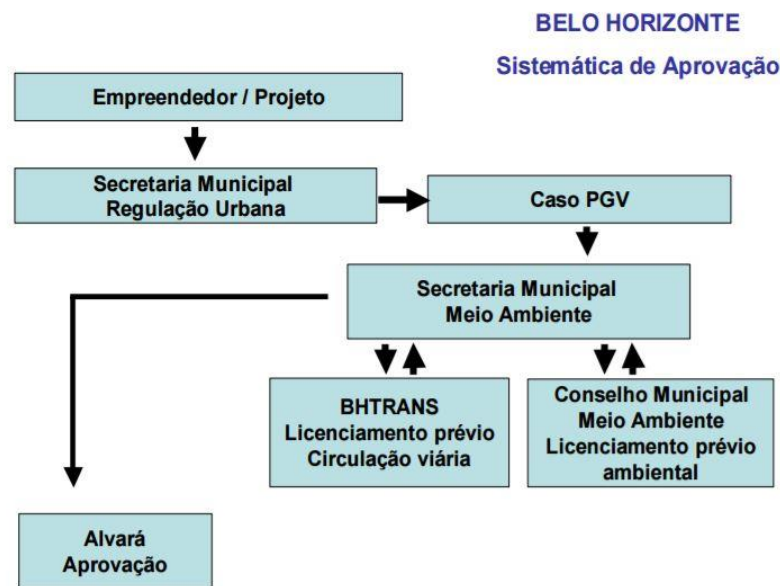 BELO HORIZONTE
Sistemática de Aprovação
Empreendedor / Projeto
Secretaria Municipal
Regulação Urbana
Caso PGV
Secretaria Municipal
Meio Ambiente
BHTRANS
Licenciamento prévio
Circulação viária
Conselho Municipal
Meio Ambiente
Licenciamento prévio
ambiental
Alvará
Aprovação